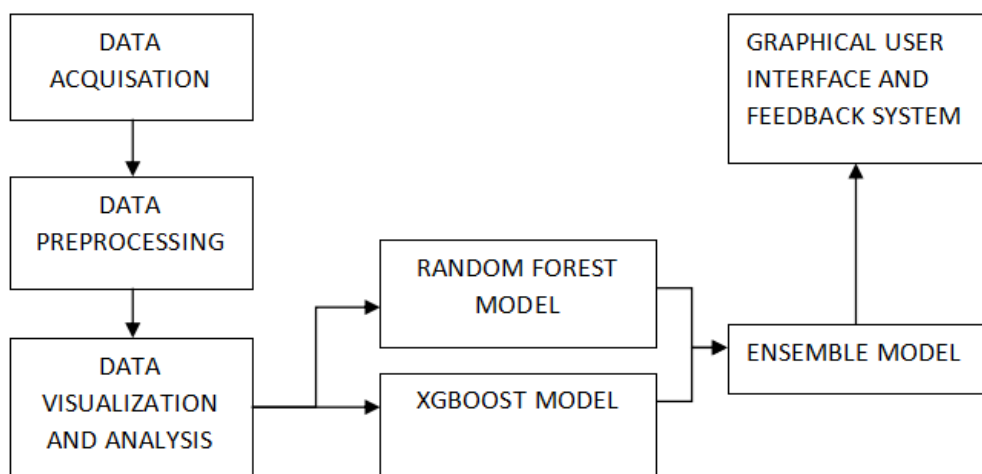 DATA
ACQUISATION
DATA
PREPROCESSING
DATA
VISUALIZATION
AND ANALYSIS
RANDOM FOREST
MODEL
XGBOOST MODEL
ENSEMBLE MODEL
GRAPHICAL USER
INTERFACE AND
FEEDBACK SYSTEM